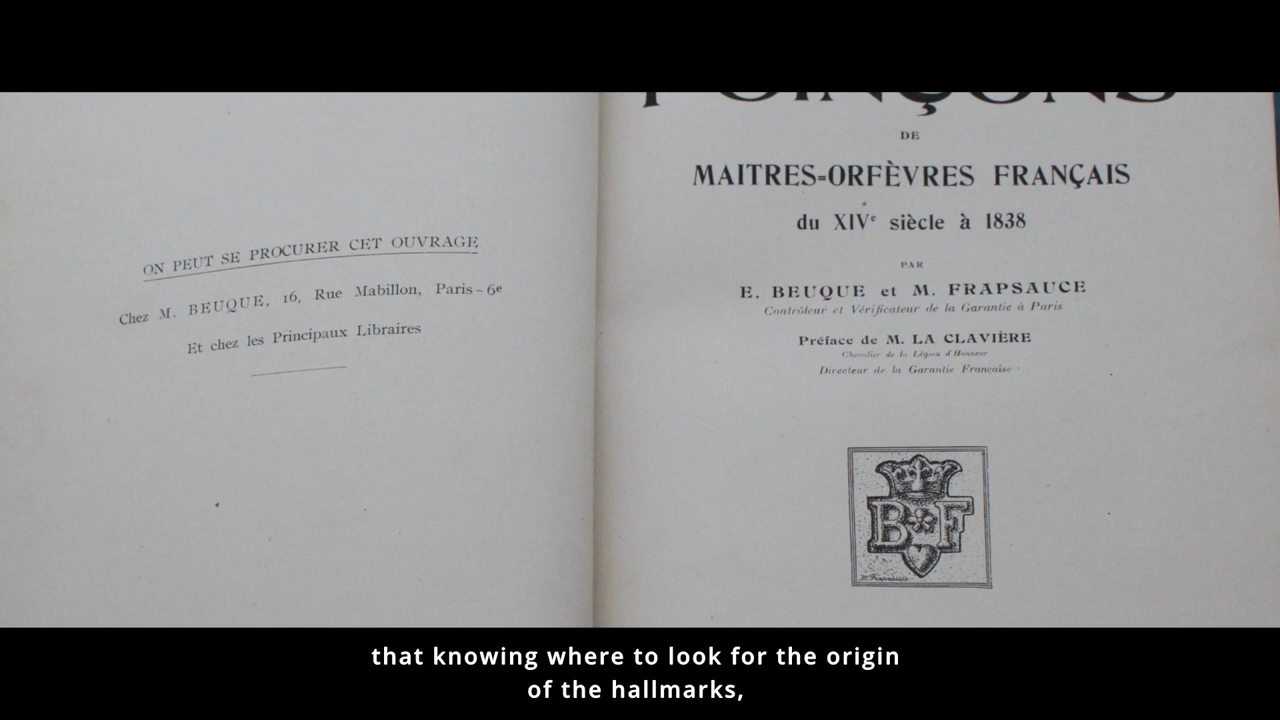 ON PEUT SE PROCURER CET OUVRAGE
Chez M. BEUQUE, 16, Rue Mabillon, Paris-6e
Et chez les Principaux Libraires
POINÇONS
DE
MAITRES-ORFÈVRES FRANÇAIS
du XIVe siècle à 1838
PAR
E. BEUQUE et M. FRAPSAUCE
Contrôleur et Vérificateur de la Garantie à Paris
Préface de M. LA CLAVIÈRE
Chevalier de la Légion d'Honneur
Directeur de la Garantie Française
B F
M. Frapsauce
that knowing where to look for the origin
of the hallmarks,